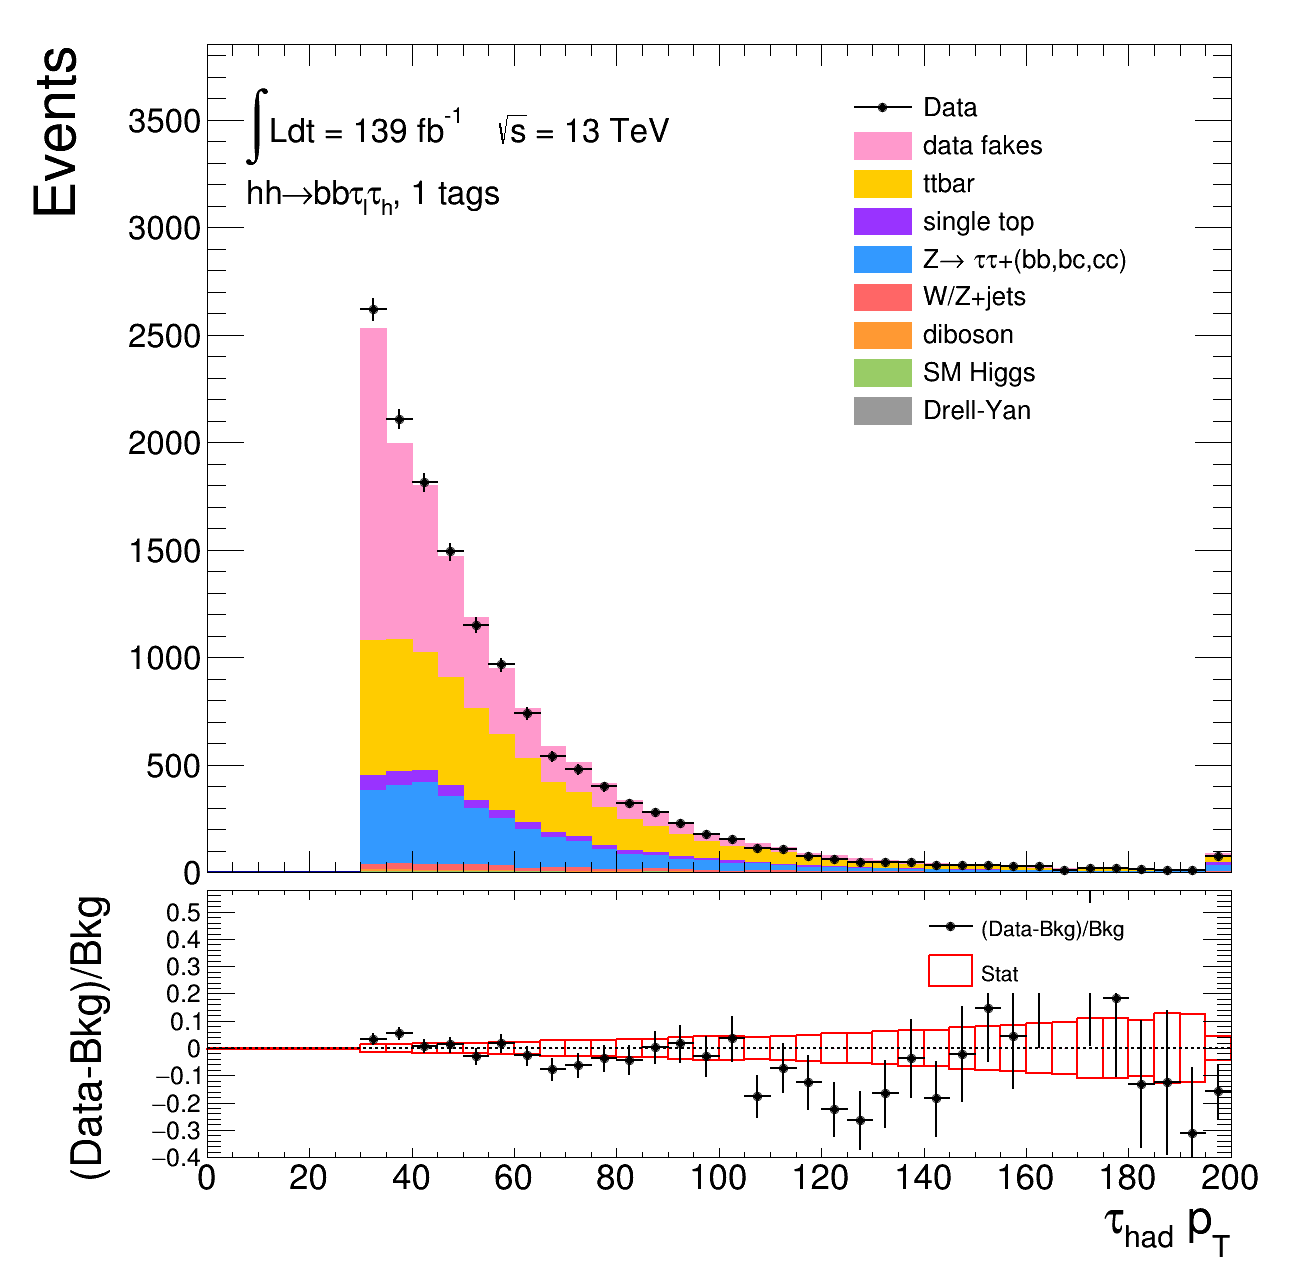 Events
3500
3000
2500
2000
1500
1000
500
0
∫Ldt = 139 fb⁻¹ √s = 13 TeV
hh→bbτₗτₕ, 1 tags
Data
data fakes
ttbar
single top
Z→ ττ+(bb,bc,cc)
W/Z+jets
diboson
SM Higgs
Drell-Yan
(Data-Bkg)/Bkg
0.5
0.4
0.3
0.2
0.1
0
−0.1
−0.2
−0.3
−0.4
(Data-Bkg)/Bkg
Stat
0 20 40 60 80 100 120 140 160 180 200
τ_had p_T